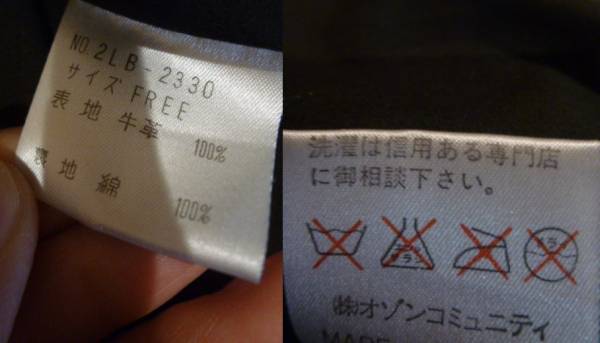 NO.2LB-2330
サイズ FREE
表地 牛革
100%
裏地 綿
100%
洗濯は信用ある専門店
に御相談下さい。
㈱オゾンコミュニティ